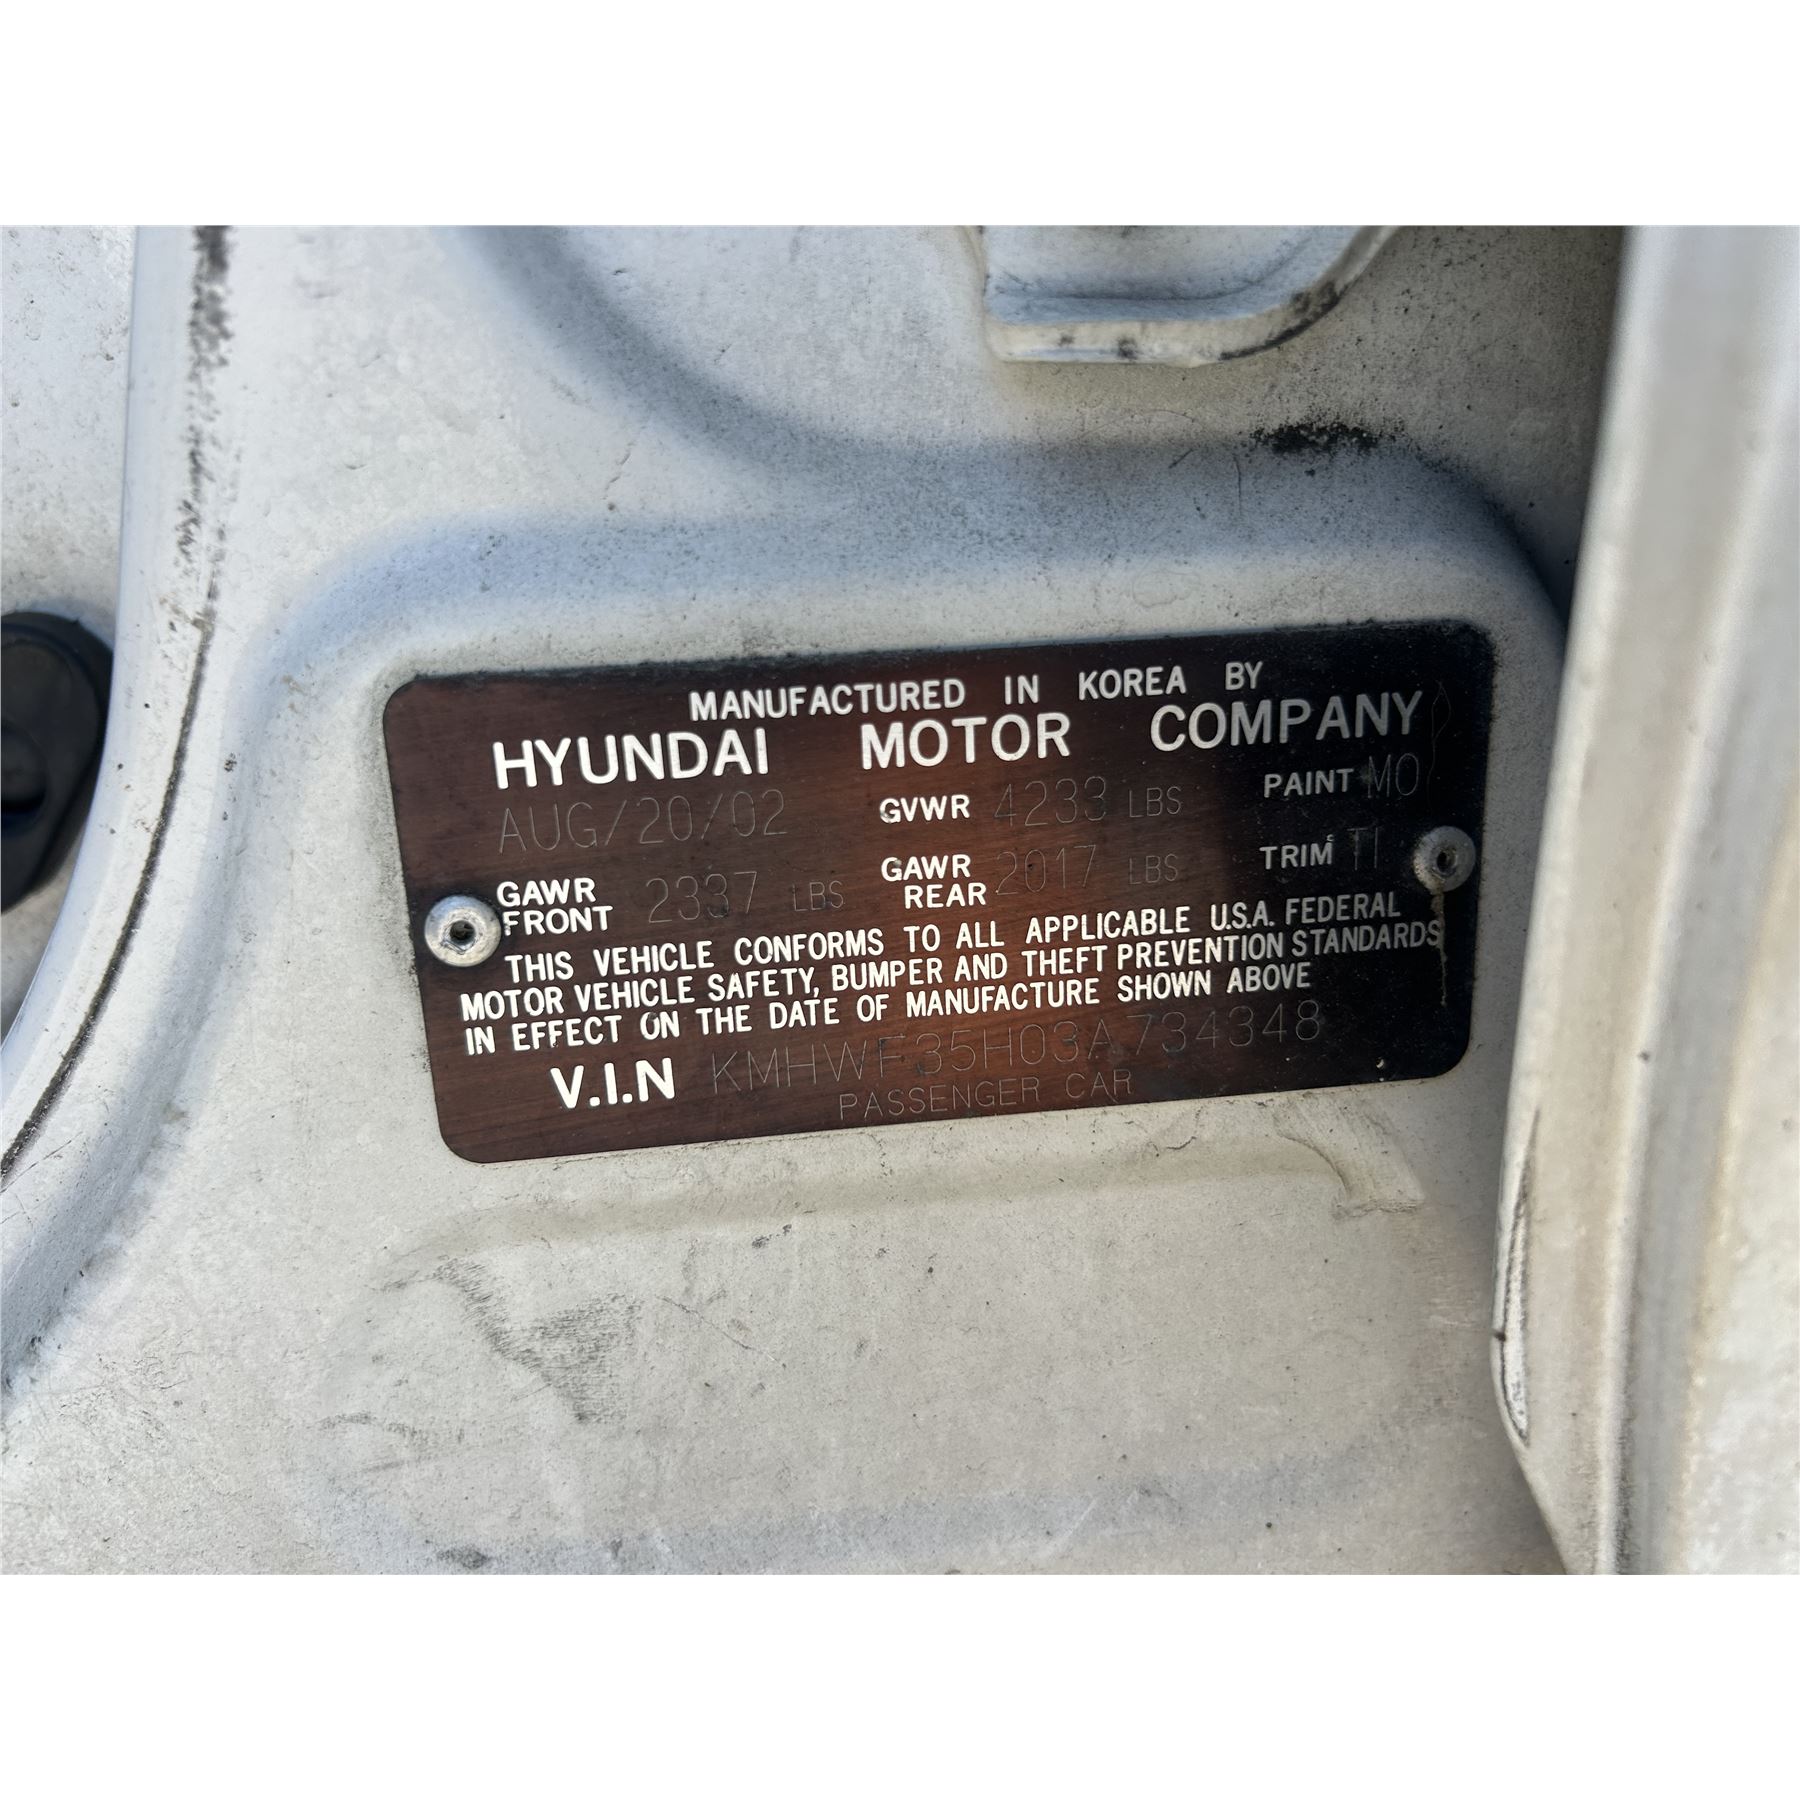 MANUFACTURED IN KOREA BY
HYUNDAI MOTOR COMPANY
AUG/20/02 GVWR 4233 LBS PAINT MO
GAWR FRONT 2337 LBS GAWR REAR 2017 LBS TRIM TI
THIS VEHICLE CONFORMS TO ALL APPLICABLE U.S.A. FEDERAL
MOTOR VEHICLE SAFETY, BUMPER AND THEFT PREVENTION STANDARDS
IN EFFECT ON THE DATE OF MANUFACTURE SHOWN ABOVE
V.I.N KMHWF35H03A734348
PASSENGER CAR